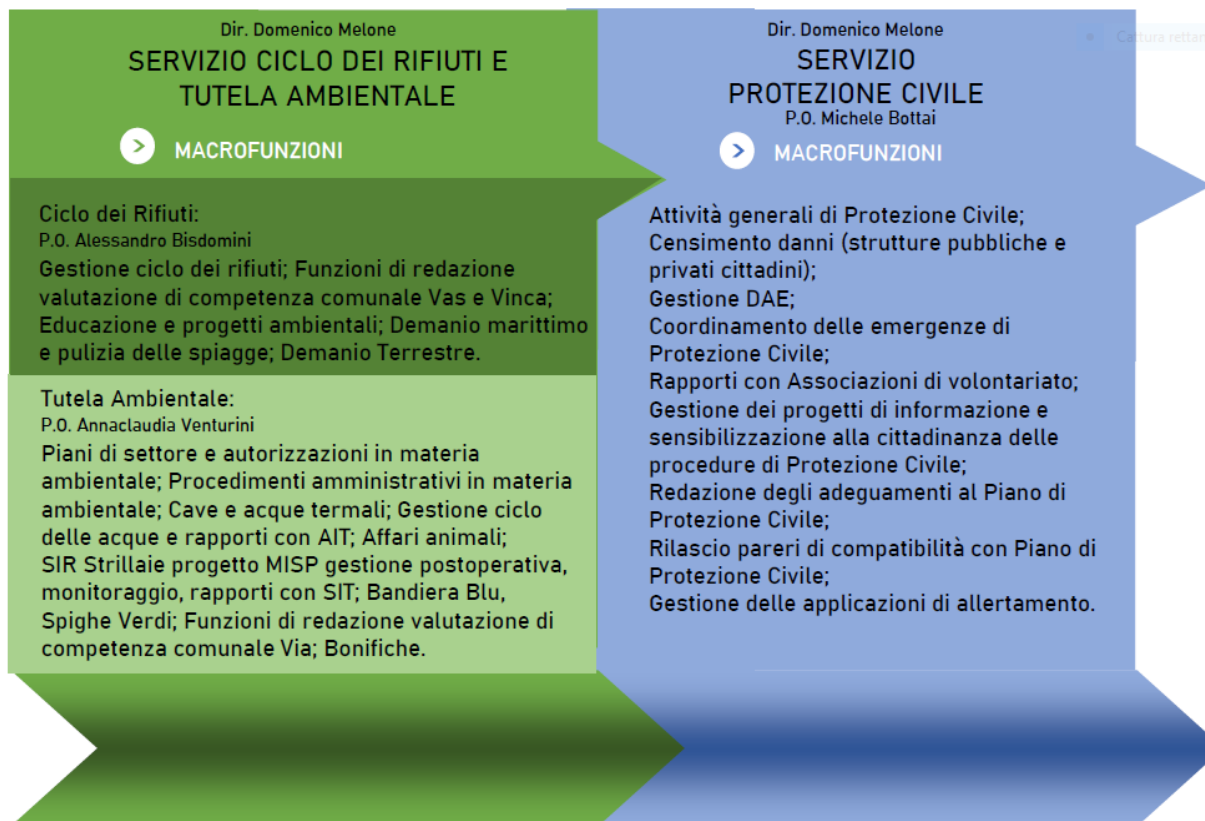 Dir. Domenico Melone
SERVIZIO CICLO DEI RIFIUTI E
TUTELA AMBIENTALE
MACROFUNZIONI
Ciclo dei Rifiuti:
P.O. Alessandro Bisdomini
Gestione ciclo dei rifiuti; Funzioni di redazione
valutazione di competenza comunale Vas e Vinca;
Educazione e progetti ambientali; Demanio marittimo
e pulizia delle spiagge; Demanio Terrestre.
Tutela Ambientale:
P.O. Annaclaudia Venturini
Piani di settore e autorizzazioni in materia
ambientale; Procedimenti amministrativi in materia
ambientale; Cave e acque termali; Gestione ciclo
delle acque e rapporti con AIT; Affari animali;
SIR Strillaie progetto MISP gestione postoperativa,
monitoraggio, rapporti con SIT; Bandiera Blu,
Spighe Verdi; Funzioni di redazione valutazione di
competenza comunale Via; Bonifiche.
Dir. Domenico Melone
SERVIZIO
PROTEZIONE CIVILE
P.O. Michele Bottai
MACROFUNZIONI
Attività generali di Protezione Civile;
Censimento danni (strutture pubbliche e
privati cittadini);
Gestione DAE;
Coordinamento delle emergenze di
Protezione Civile;
Rapporti con Associazioni di volontariato;
Gestione dei progetti di informazione e
sensibilizzazione alla cittadinanza delle
procedure di Protezione Civile;
Redazione degli adeguamenti al Piano di
Protezione Civile;
Rilascio pareri di compatibilità con Piano di
Protezione Civile;
Gestione delle applicazioni di allertamento.
Cattura